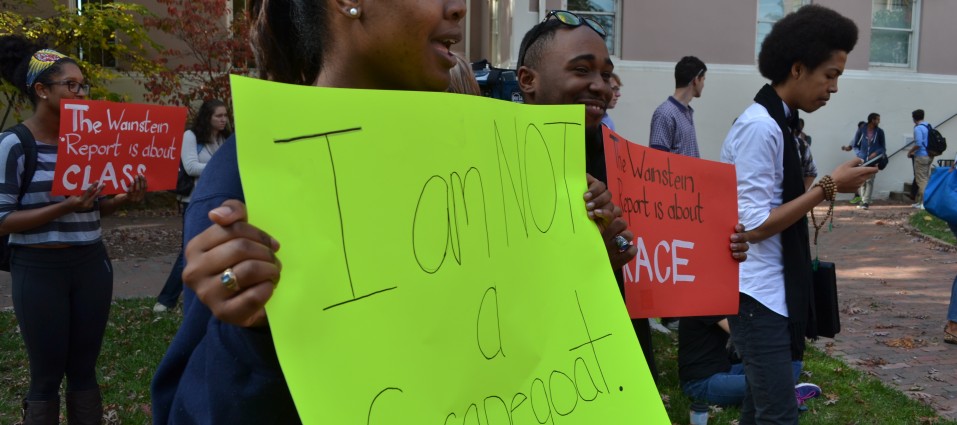 The Wainstein
Report is about
CLASS
I am NOT
a
Scapegoat.
The Wainstein
Report is about
RACE